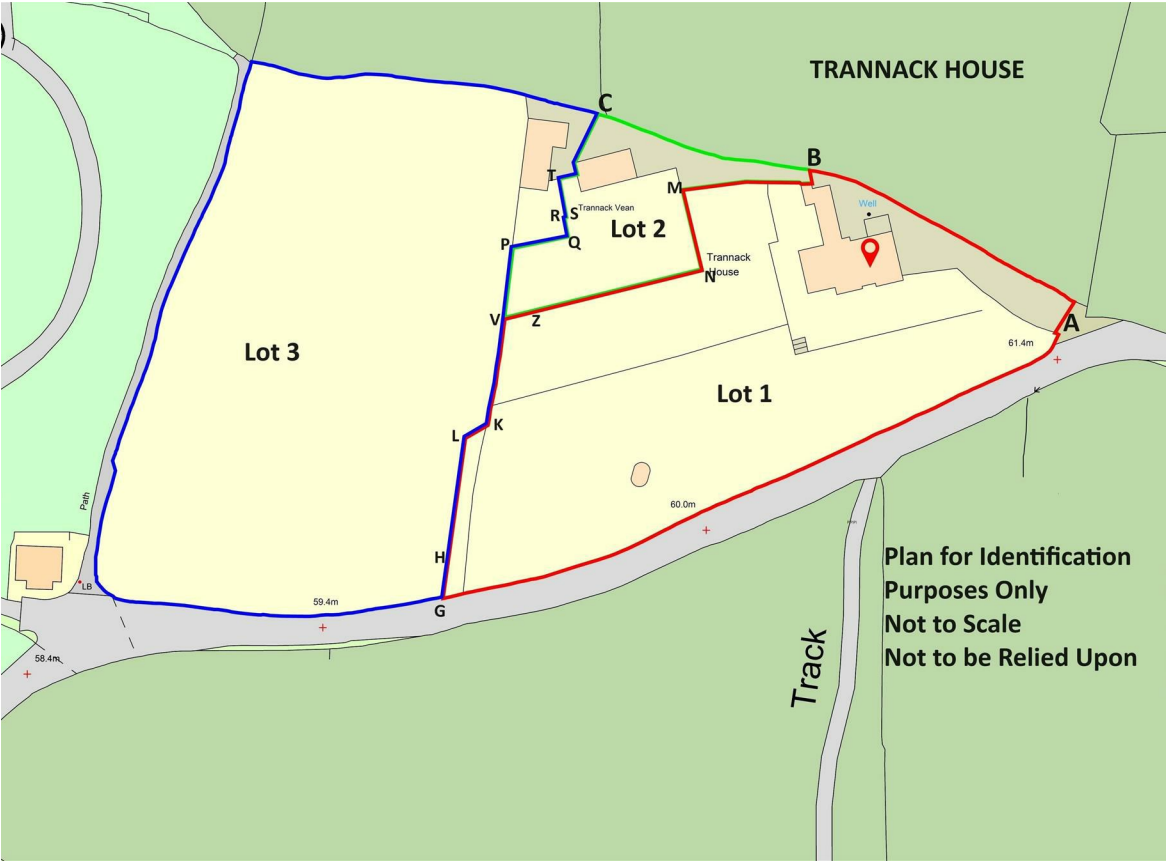 TRANNACK HOUSE
C
B
T
M
Well
R
S
Trannack Vean
Lot 2
P
Q
Trannack
House
N
V
Z
A
61.4m
Lot 3
Lot 1
K
L
Path
60.0m
H
Plan for Identification
Purposes Only
Not to Scale
Not to be Relied Upon
LB
59.4m
G
58.4m
Track